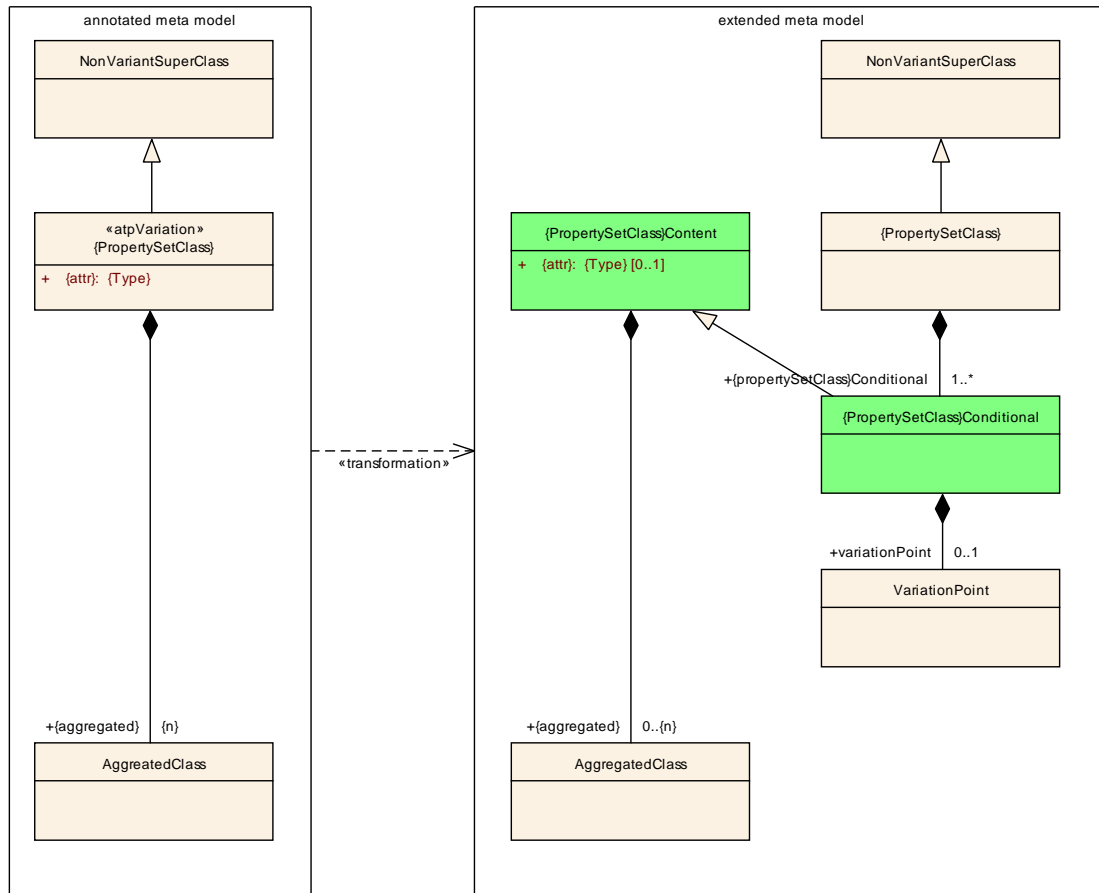 annotated meta model
NonVariantSuperClass
«atpVariation»
{PropertySetClass}
+ {attr}: {Type}
+{aggregated} {n}
AggreatedClass
«transformation»
extended meta model
NonVariantSuperClass
{PropertySetClass}Content
+ {attr}: {Type} [0..1]
{PropertySetClass}
+{propertySetClass}Conditional 1..*
{PropertySetClass}Conditional
+variationPoint 0..1
VariationPoint
+{aggregated} 0..{n}
AggregatedClass